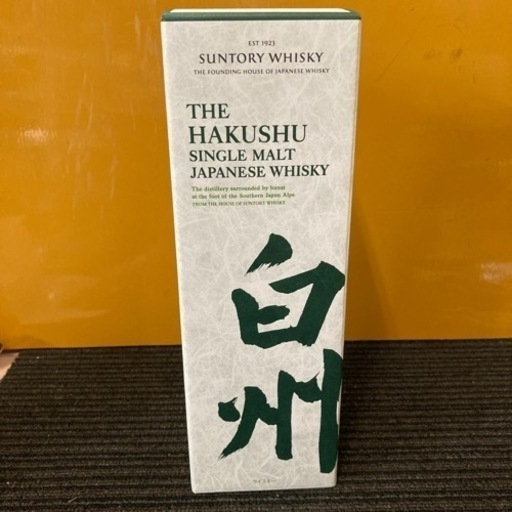 EST 1923
SUNTORY WHISKY
THE FOUNDING HOUSE OF JAPANESE WHISKY
THE
HAKUSHU
SINGLE MALT
JAPANESE WHISKY
The distillery surrounded by forest
at the foot of the Southern Japan Alps
FROM THE HOUSE OF SUNTORY WHISKY
白州